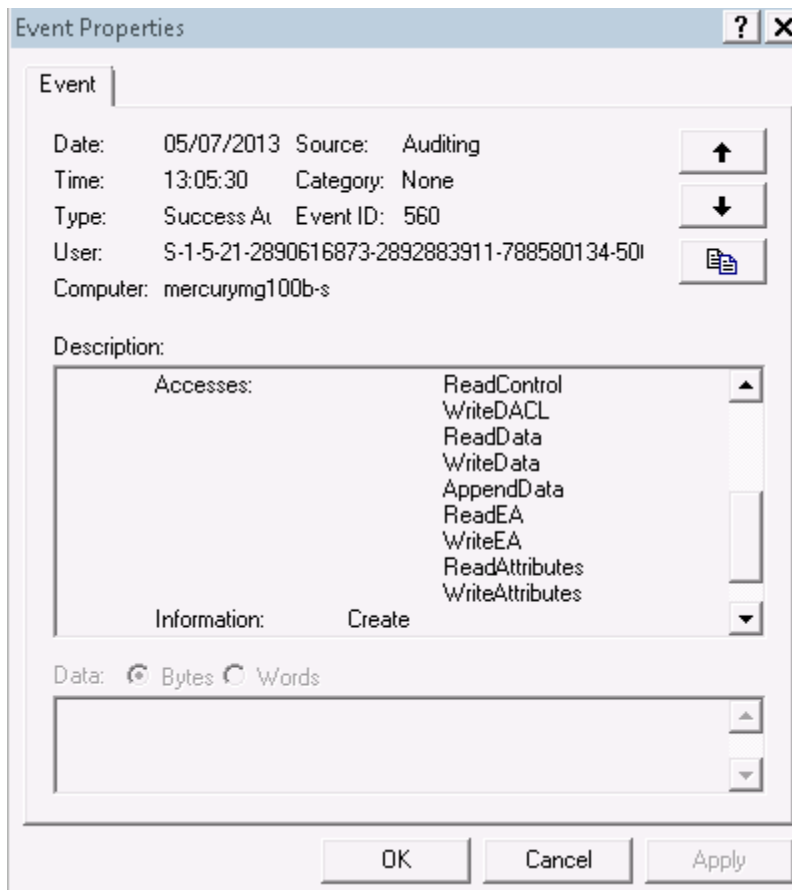 Event Properties
Event
Date: 05/07/2013 Source: Auditing
Time: 13:05:30 Category: None
Type: Success Au Event ID: 560
User: S-1-5-21-2890616873-2892883911-788580134-500
Computer: mercurymg100b-s
Description:
Accesses: ReadControl
WriteDACL
ReadData
WriteData
AppendData
ReadEA
WriteEA
ReadAttributes
WriteAttributes
Information: Create
Data: Bytes Words
OK Cancel Apply